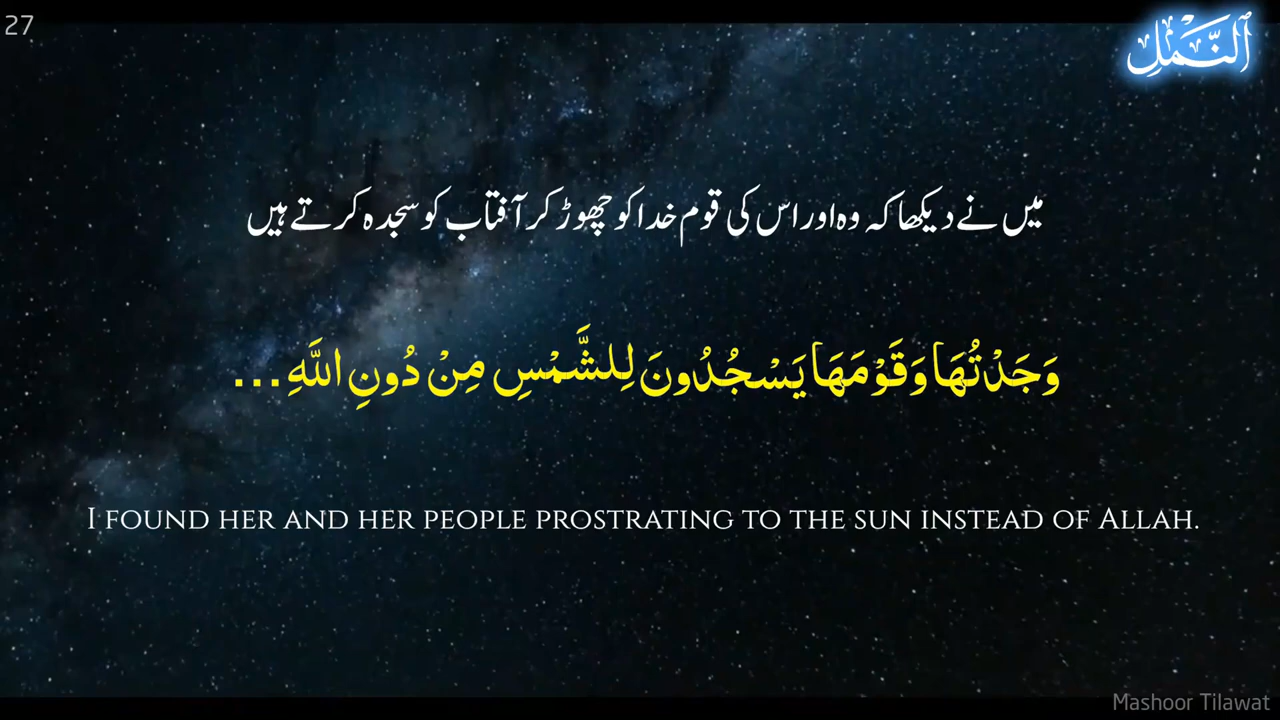 27
ٱلنَّمْلِ
میں نے دیکھا کہ وہ اور اس کی قوم خدا کو چھوڑ کر آفتاب کو سجدہ کرتے ہیں
وَجَدْتُهَا وَقَوْمَهَا يَسْجُدُونَ لِلشَّمْسِ مِنْ دُونِ اللَّهِ...
I FOUND HER AND HER PEOPLE PROSTRATING TO THE SUN INSTEAD OF ALLAH.
Mashoor Tilawat